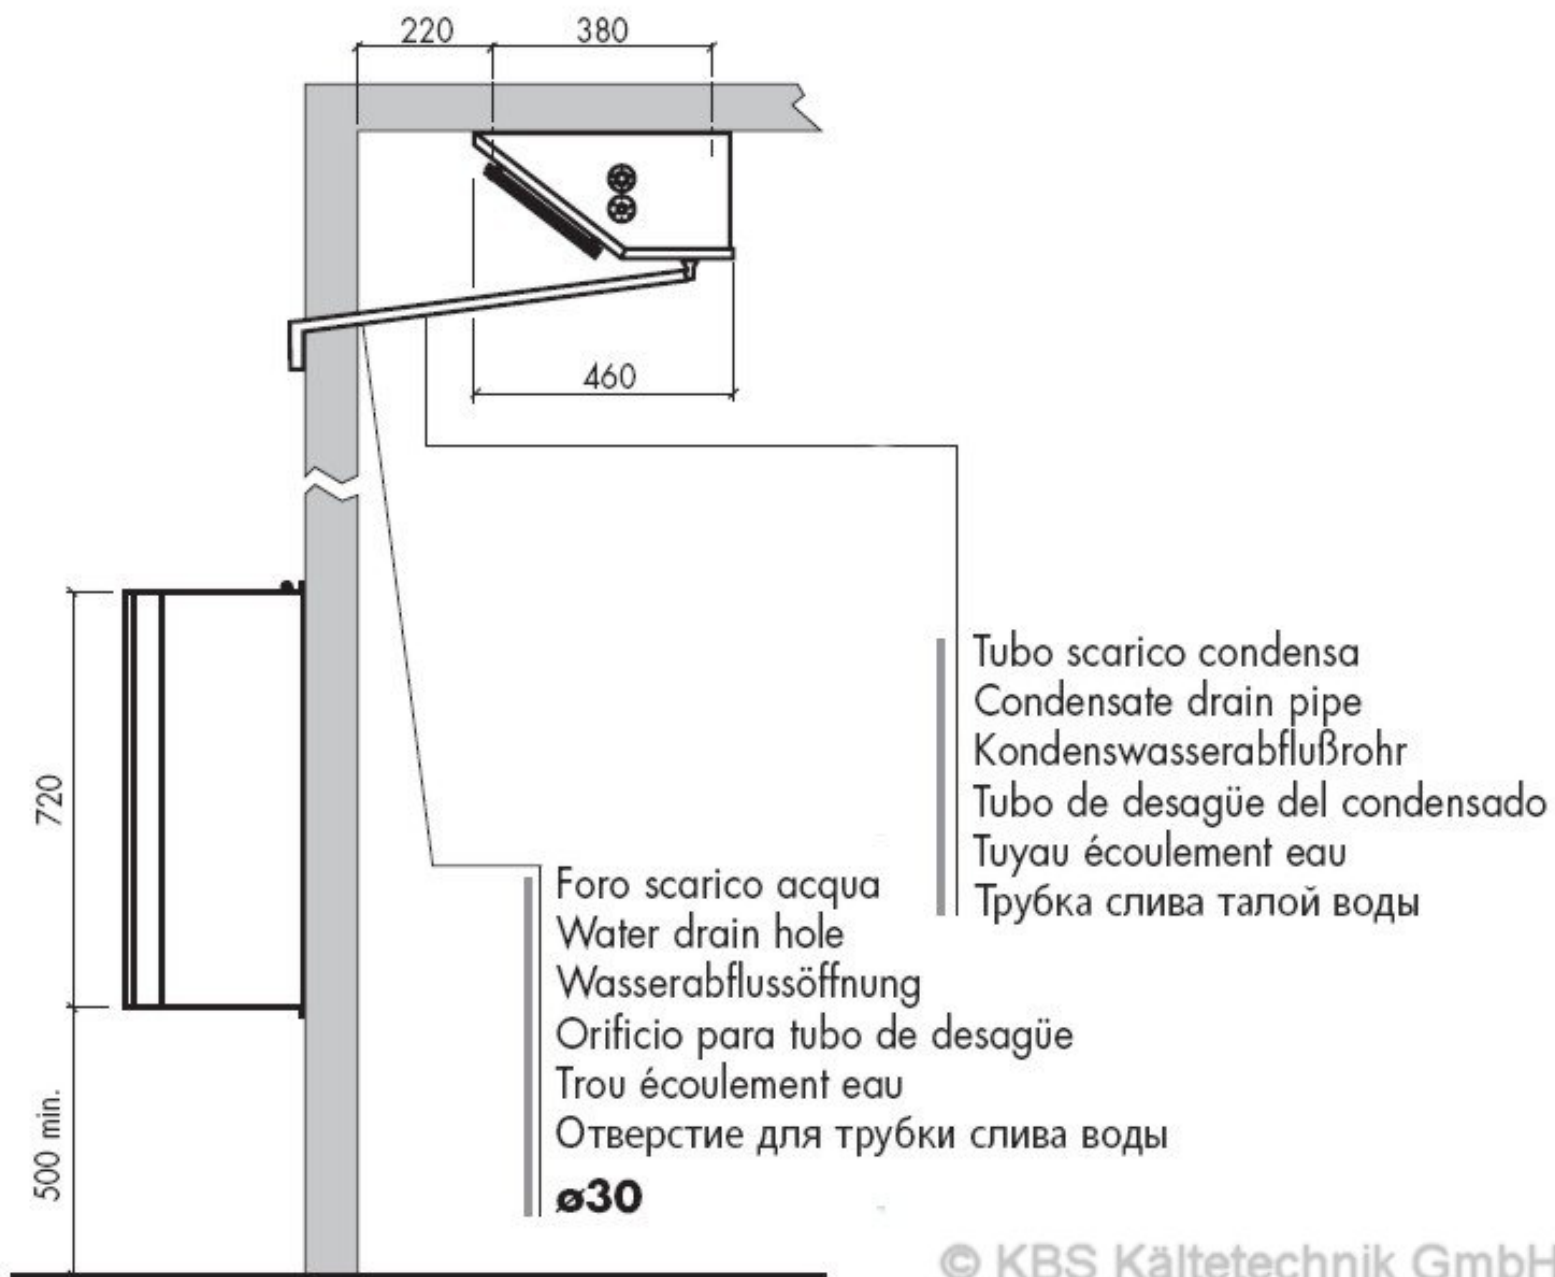 220
380
460
720
500 min.
Tubo scarico condensa
Condensate drain pipe
Kondenswasserabflußrohr
Tubo de desagüe del condensado
Tuyau écoulement eau
Трубка слива талой воды
Foro scarico acqua
Water drain hole
Wasserabflussöffnung
Orificio para tubo de desagüe
Trou écoulement eau
Отверстие для трубки слива воды
ø30
© KBS Kältetechnik GmbH